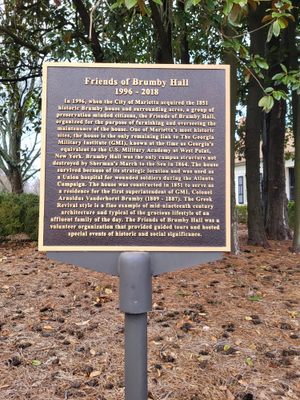 Friends of Brumby Hall
1996 - 2018
In 1996, when the City of Marietta acquired the 1851
historic Brumby house and surrounding acres, a group of
preservation minded citizens, the Friends of Brumby Hall,
organized for the purpose of furnishing and overseeing the
maintenance of the house. One of Marietta's most historic
sites, the house is the only remaining link to The Georgia
Military Institute (GMI), known at the time as Georgia's
equivalent to the U.S. Military Academy at West Point,
New York. Brumby Hall was the only campus structure not
destroyed by Sherman's March to the Sea in 1864. The house
survived because of its strategic location and was used as
a Union hospital for wounded soldiers during the Atlanta
Campaign. The house was constructed in 1851 to serve as
a residence for the first superintendent of GMI, Colonel
Arnoldus Vanderhorst Brumby (1809 - 1887). The Greek
Revival style is a fine example of mid-nineteenth century
architecture and typical of the gracious lifestyle of an
affluent family of the day. The Friends of Brumby Hall was a
volunteer organization that provided guided tours and hosted
special events of historic and social significance.